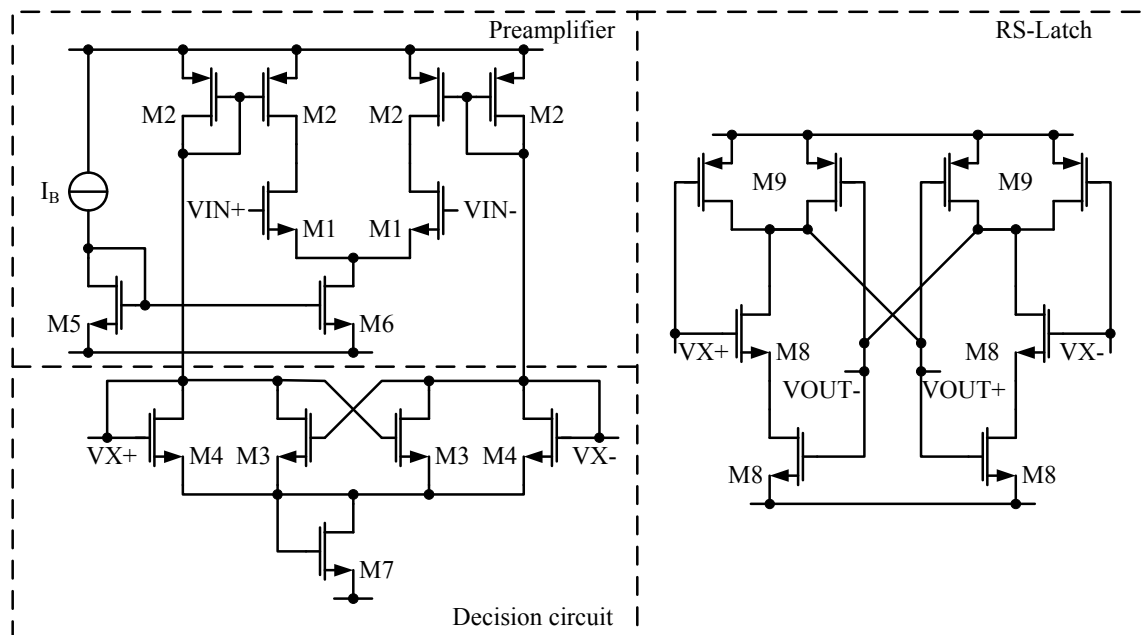 Preamplifier
RS-Latch
M2
M2
M2
M2
M9
M9
I_B
VIN+
M1
M1
VIN-
M5
M6
VX+
M8
M8
VX-
VOUT-
VOUT+
VX+
M4
M3
M3
M4
VX-
M8
M8
M7
Decision circuit